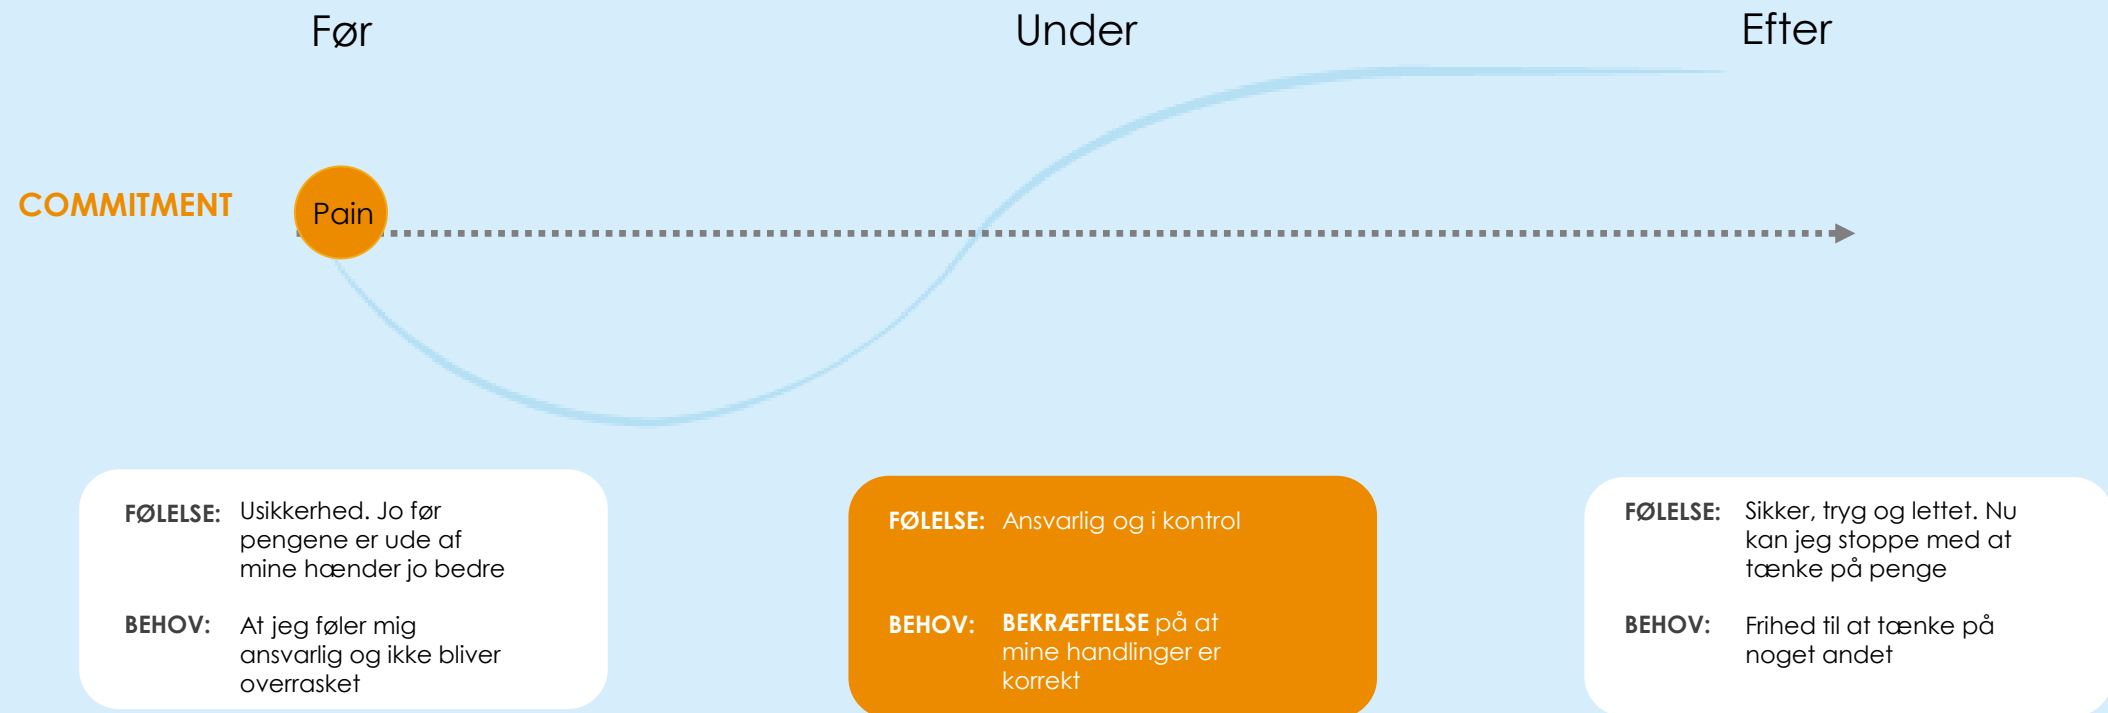 Før
Under
Efter
COMMITMENT
Pain
FØLELSE: Usikkerhed. Jo før
pengene er ude af
mine hænder jo bedre
BEHOV: At jeg føler mig
ansvarlig og ikke bliver
overrasket
FØLELSE: Ansvarlig og i kontrol
BEHOV: BEKRÆFTELSE på at
mine handlinger er
korrekt
FØLELSE: Sikker, tryg og lettet. Nu
kan jeg stoppe med at
tænke på penge
BEHOV: Frihed til at tænke på
noget andet